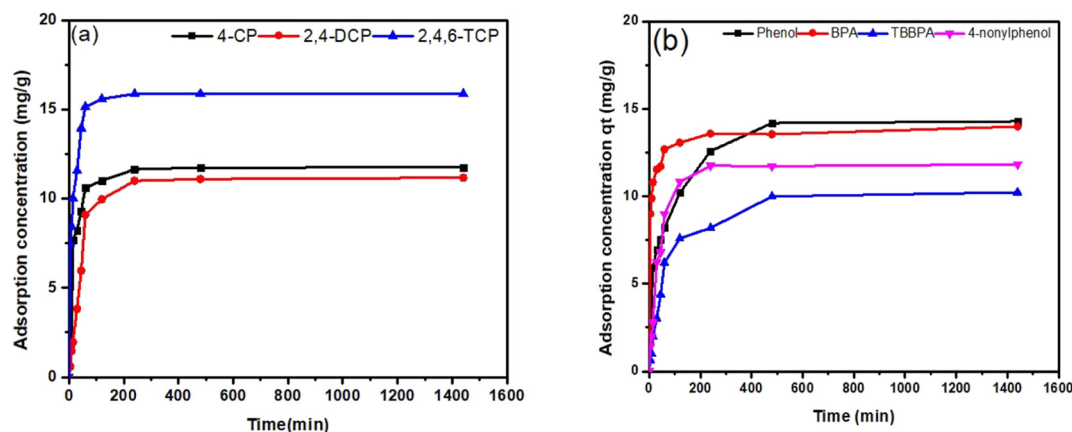 (a)
4-CP 2,4-DCP 2,4,6-TCP
Adsorption concentration (mg/g)
20
15
10
5
0
0 200 400 600 800 1000 1200 1400 1600
Time(min)
(b)
Phenol BPA TBBPA 4-nonylphenol
Adsorption concentration qt (mg/g)
20
15
10
5
0
0 200 400 600 800 1000 1200 1400 1600
Time (min)